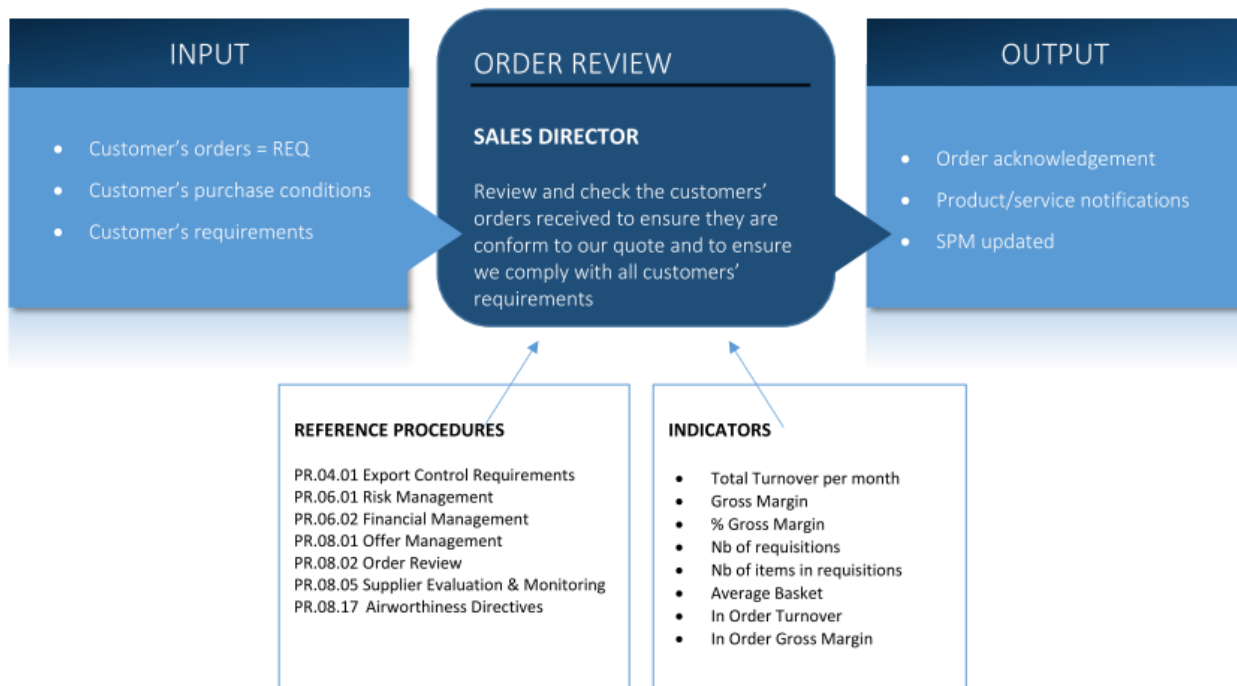 INPUT
• Customer's orders = REQ
• Customer's purchase conditions
• Customer's requirements
ORDER REVIEW
SALES DIRECTOR
Review and check the customers'
orders received to ensure they are
conform to our quote and to ensure
we comply with all customers'
requirements
OUTPUT
• Order acknowledgement
• Product/service notifications
• SPM updated
REFERENCE PROCEDURES
PR.04.01 Export Control Requirements
PR.06.01 Risk Management
PR.06.02 Financial Management
PR.08.01 Offer Management
PR.08.02 Order Review
PR.08.05 Supplier Evaluation & Monitoring
PR.08.17 Airworthiness Directives
INDICATORS
• Total Turnover per month
• Gross Margin
• % Gross Margin
• Nb of requisitions
• Nb of items in requisitions
• Average Basket
• In Order Turnover
• In Order Gross Margin